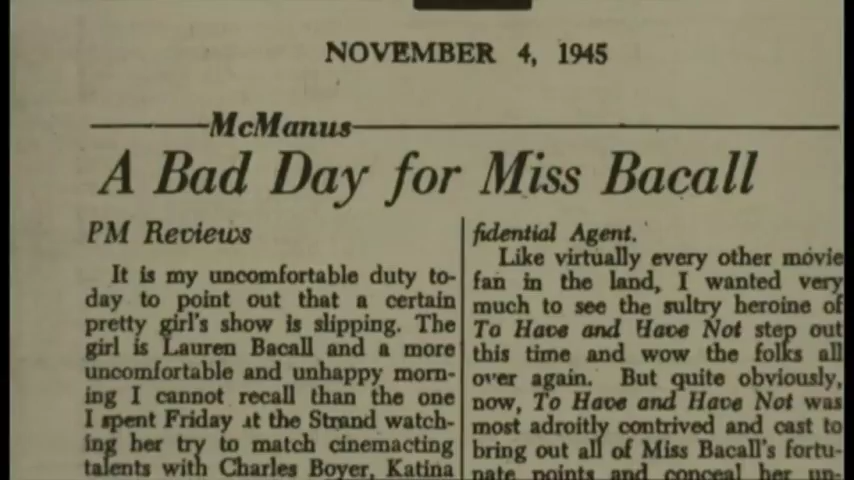 NOVEMBER 4, 1945
McManus
A Bad Day for Miss Bacall
PM Reviews
It is my uncomfortable duty to-
day to point out that a certain
pretty girl's show is slipping. The
girl is Lauren Bacall and a more
uncomfortable and unhappy morn-
ing I cannot recall than the one
I spent Friday at the Strand watch-
ing her try to match cinemacting
talents with Charles Boyer, Katina
fidential Agent.
Like virtually every other movie
fan in the land, I wanted very
much to see the sultry heroine of
To Have and Have Not step out
this time and wow the folks all
over again. But quite obviously,
now, To Have and Have Not was
most adroitly contrived and cast to
bring out all of Miss Bacall's fortu-
nate points and conceal her un-